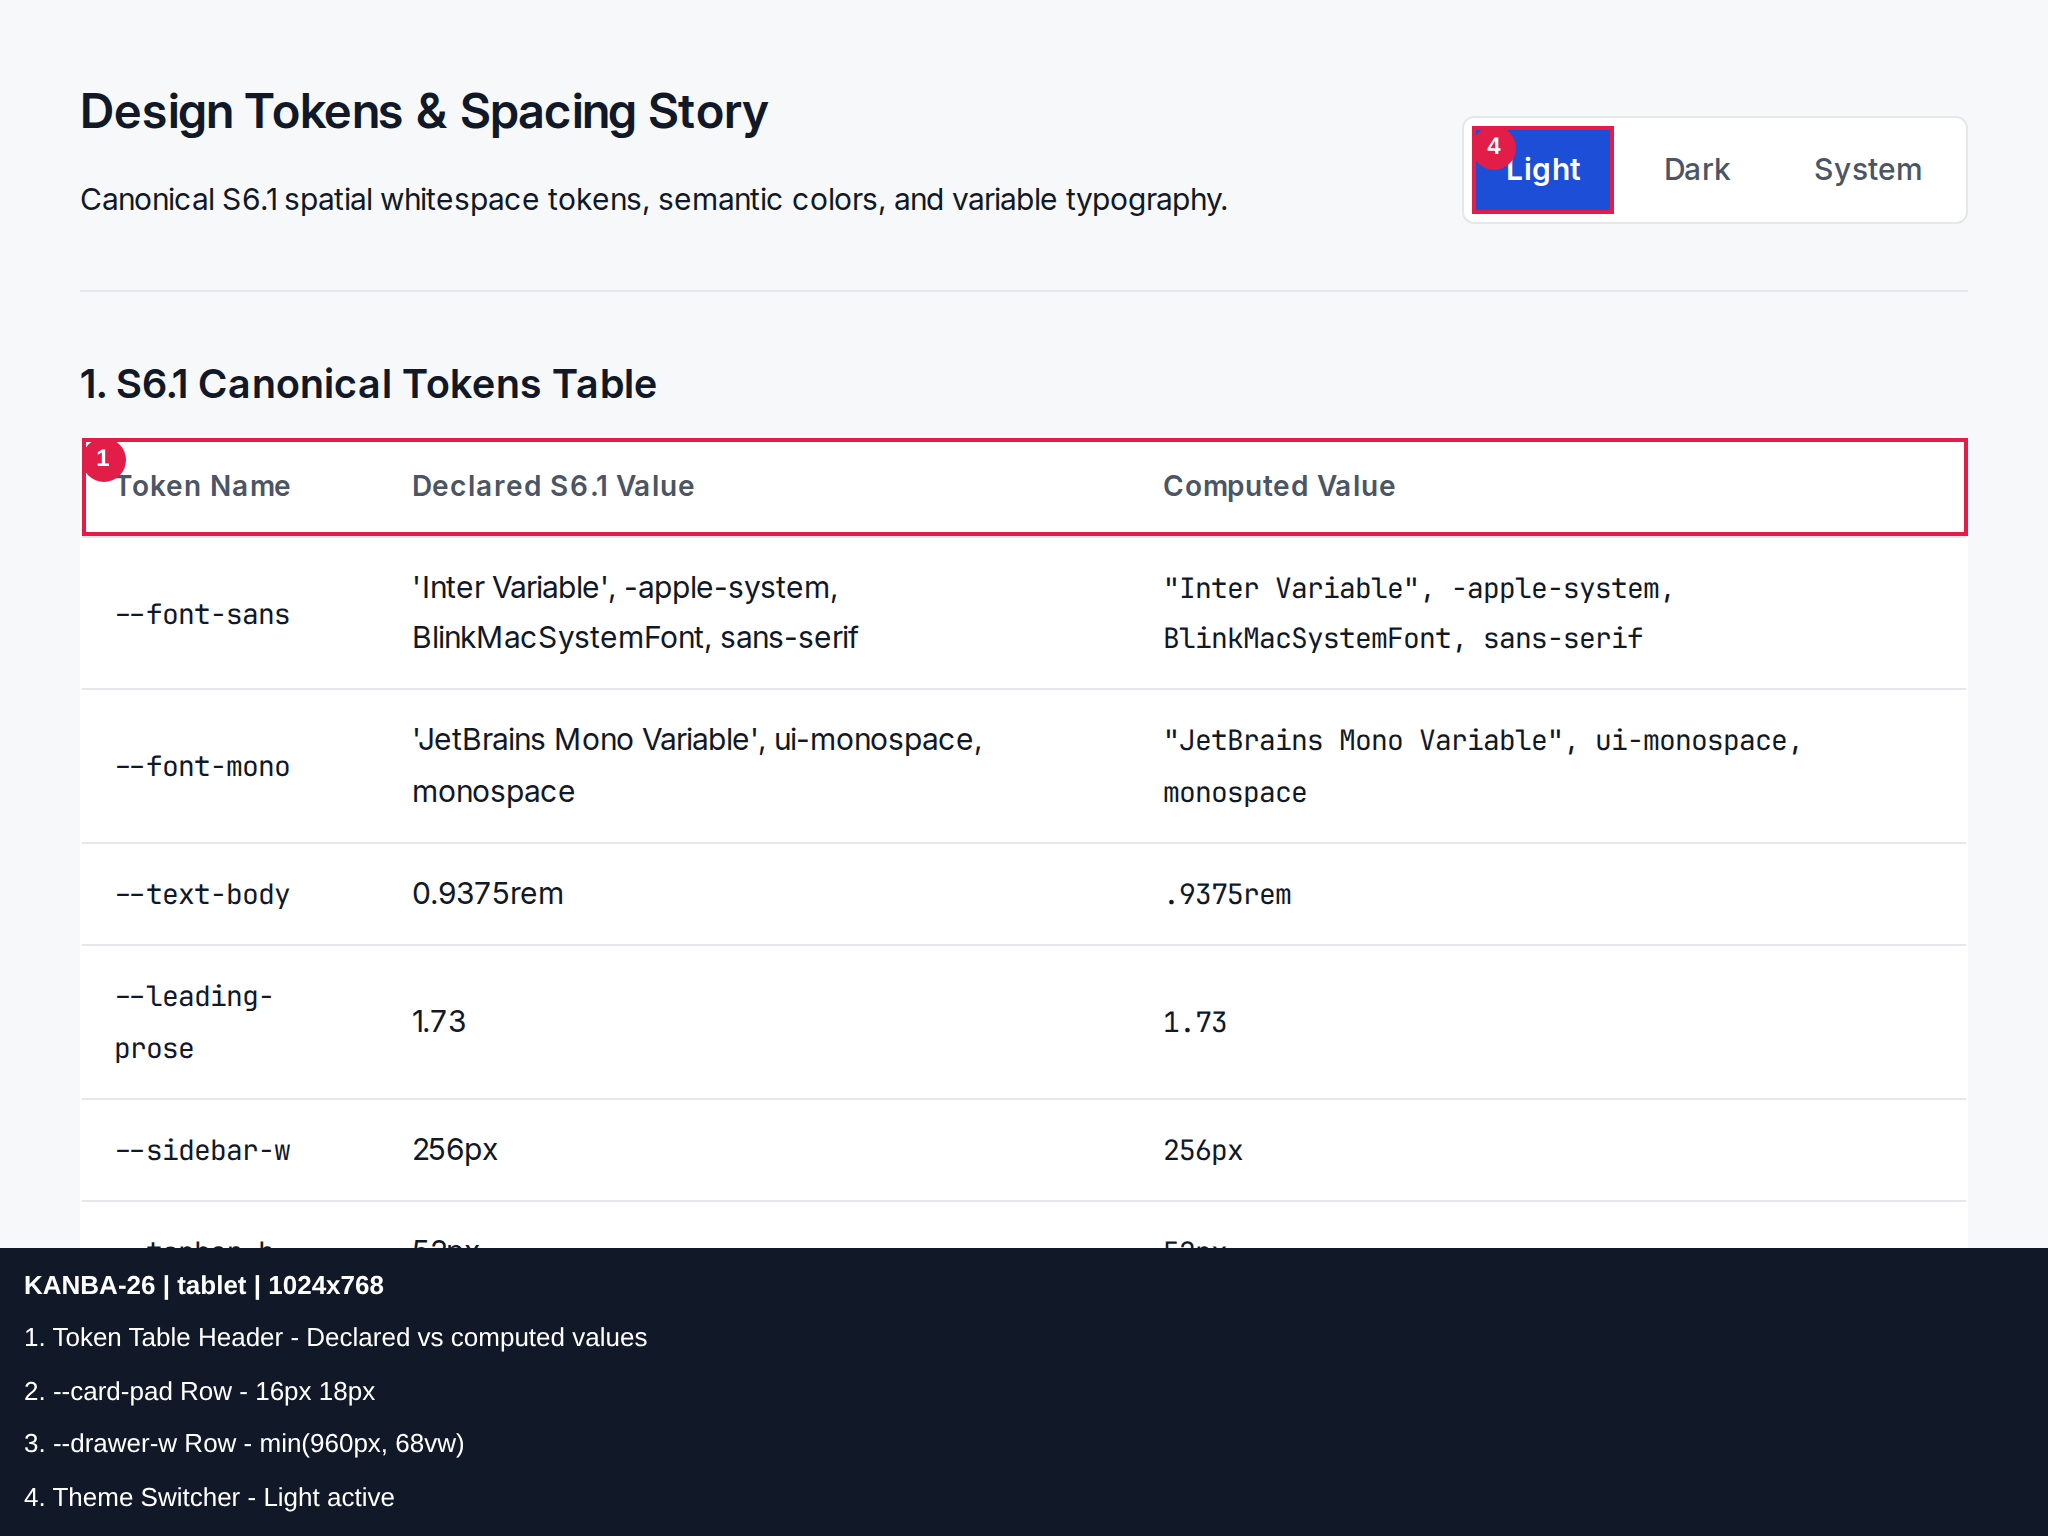 Design Tokens & Spacing Story
Canonical S6.1 spatial whitespace tokens, semantic colors, and variable typography.
4
Light
Dark
System
1. S6.1 Canonical Tokens Table
1
Token Name
Declared S6.1 Value
Computed Value
--font-sans
'Inter Variable', -apple-system,
BlinkMacSystemFont, sans-serif
"Inter Variable", -apple-system,
BlinkMacSystemFont, sans-serif
--font-mono
'JetBrains Mono Variable', ui-monospace,
monospace
"JetBrains Mono Variable", ui-monospace,
monospace
--text-body
0.9375rem
.9375rem
--leading-
prose
1.73
1.73
--sidebar-w
256px
256px
KANBA-26 | tablet | 1024x768
1. Token Table Header - Declared vs computed values
2. --card-pad Row - 16px 18px
3. --drawer-w Row - min(960px, 68vw)
4. Theme Switcher - Light active